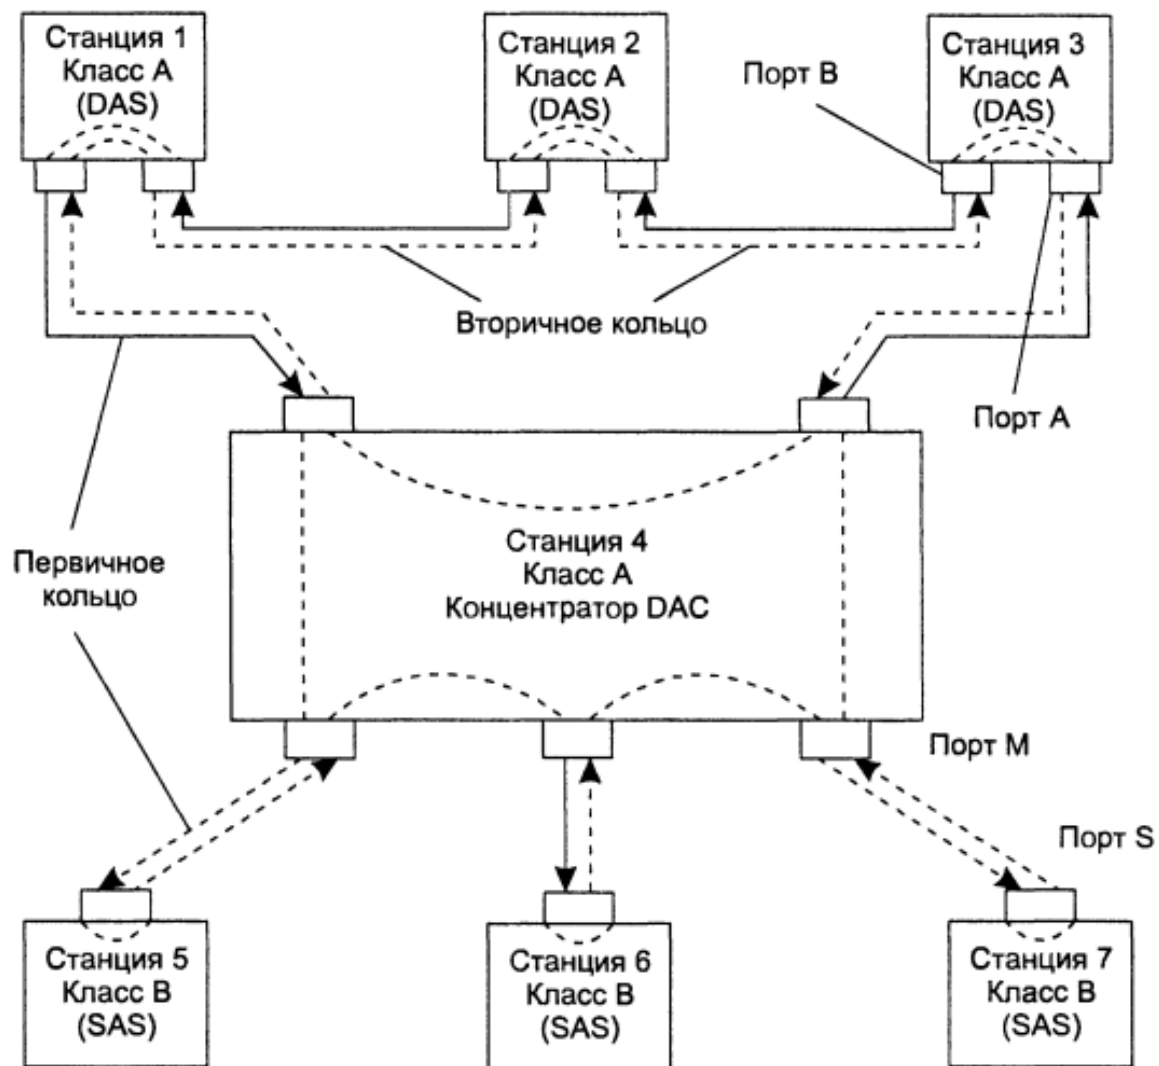 Станция 1
Класс А
(DAS)
Станция 2
Класс А
(DAS)
Станция 3
Класс А
(DAS)
Порт В
Вторичное кольцо
Порт А
Первичное
кольцо
Станция 4
Класс А
Концентратор DAC
Порт М
Порт S
Станция 5
Класс В
(SAS)
Станция 6
Класс В
(SAS)
Станция 7
Класс В
(SAS)